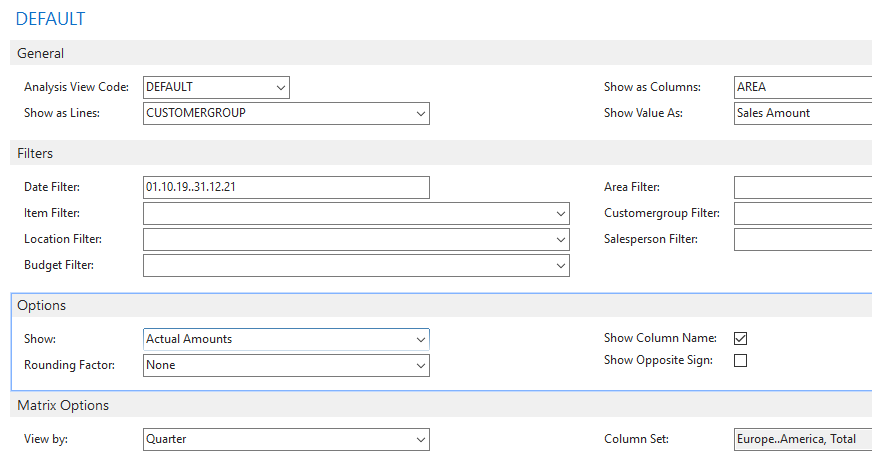 DEFAULT
General
Analysis View Code: DEFAULT Show as Columns: AREA
Show as Lines: CUSTOMERGROUP Show Value As: Sales Amount
Filters
Date Filter: 01.10.19..31.12.21 Area Filter:
Item Filter: Customergroup Filter:
Location Filter: Salesperson Filter:
Budget Filter:
Options
Show: Actual Amounts Show Column Name:
Rounding Factor: None Show Opposite Sign:
Matrix Options
View by: Quarter Column Set: Europe..America, Total